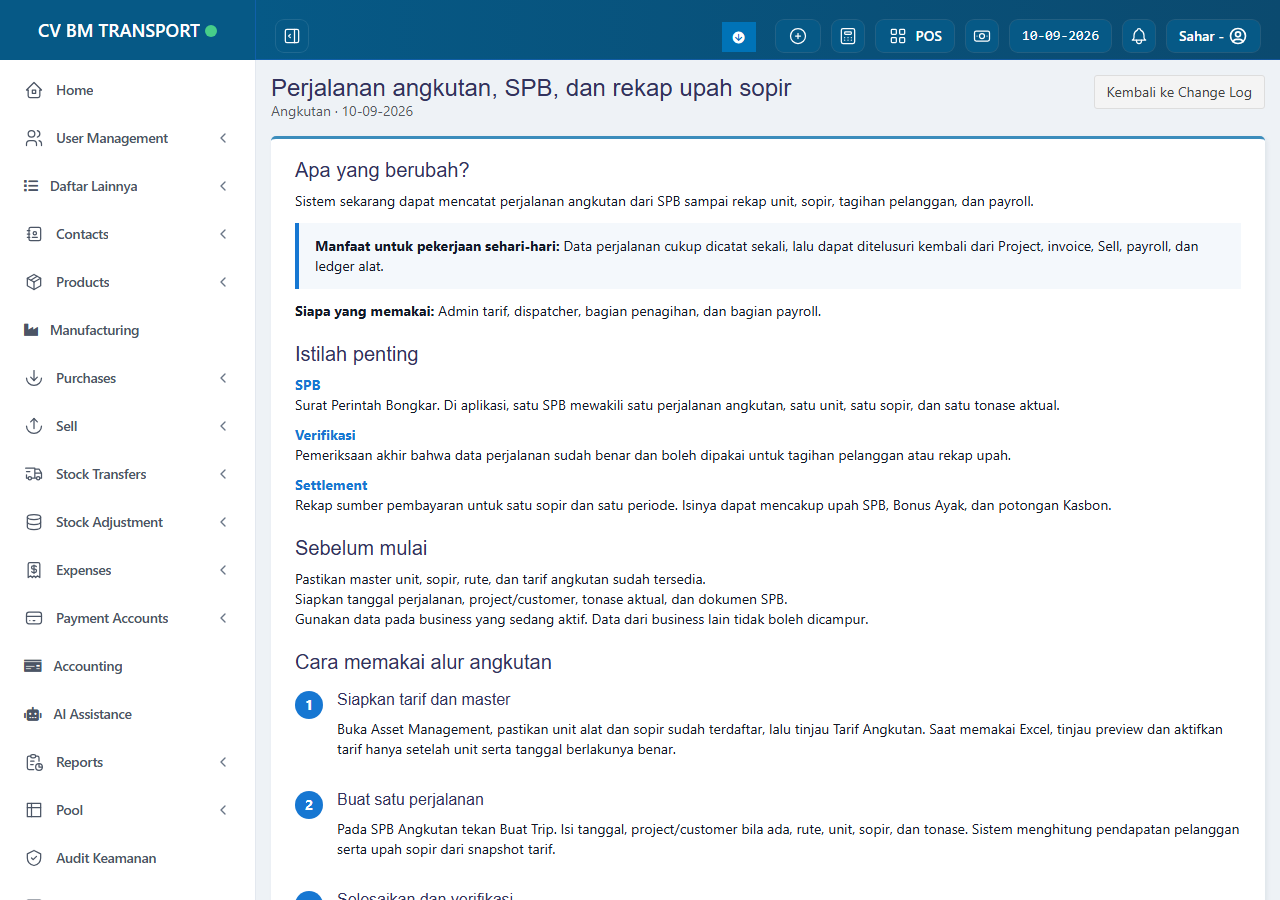 CV BM TRANSPORT
POS
10-09-2026
Sahar -
Home
User Management
Daftar Lainnya
Contacts
Products
Manufacturing
Purchases
Sell
Stock Transfers
Stock Adjustment
Expenses
Payment Accounts
Accounting
AI Assistance
Reports
Pool
Audit Keamanan
Perjalanan angkutan, SPB, dan rekap upah sopir
Angkutan · 10-09-2026
Kembali ke Change Log
Apa yang berubah?
Sistem sekarang dapat mencatat perjalanan angkutan dari SPB sampai rekap unit, sopir, tagihan pelanggan, dan payroll.
Manfaat untuk pekerjaan sehari-hari: Data perjalanan cukup dicatat sekali, lalu dapat ditelusuri kembali dari Project, invoice, Sell, payroll, dan
ledger alat.
Siapa yang memakai: Admin tarif, dispatcher, bagian penagihan, dan bagian payroll.
Istilah penting
SPB
Surat Perintah Bongkar. Di aplikasi, satu SPB mewakili satu perjalanan angkutan, satu unit, satu sopir, dan satu tonase aktual.
Verifikasi
Pemeriksaan akhir bahwa data perjalanan sudah benar dan boleh dipakai untuk tagihan pelanggan atau rekap upah.
Settlement
Rekap sumber pembayaran untuk satu sopir dan satu periode. Isinya dapat mencakup upah SPB, Bonus Ayak, dan potongan Kasbon.
Sebelum mulai
Pastikan master unit, sopir, rute, dan tarif angkutan sudah tersedia.
Siapkan tanggal perjalanan, project/customer, tonase aktual, dan dokumen SPB.
Gunakan data pada business yang sedang aktif. Data dari business lain tidak boleh dicampur.
Cara memakai alur angkutan
1
Siapkan tarif dan master
Buka Asset Management, pastikan unit alat dan sopir sudah terdaftar, lalu tinjau Tarif Angkutan. Saat memakai Excel, tinjau preview dan aktifkan
tarif hanya setelah unit serta tanggal berlakunya benar.
2
Buat satu perjalanan
Pada SPB Angkutan tekan Buat Trip. Isi tanggal, project/customer bila ada, rute, unit, sopir, dan tonase. Sistem menghitung pendapatan pelanggan
serta upah sopir dari snapshot tarif.
Selesaikan dan verifikasi